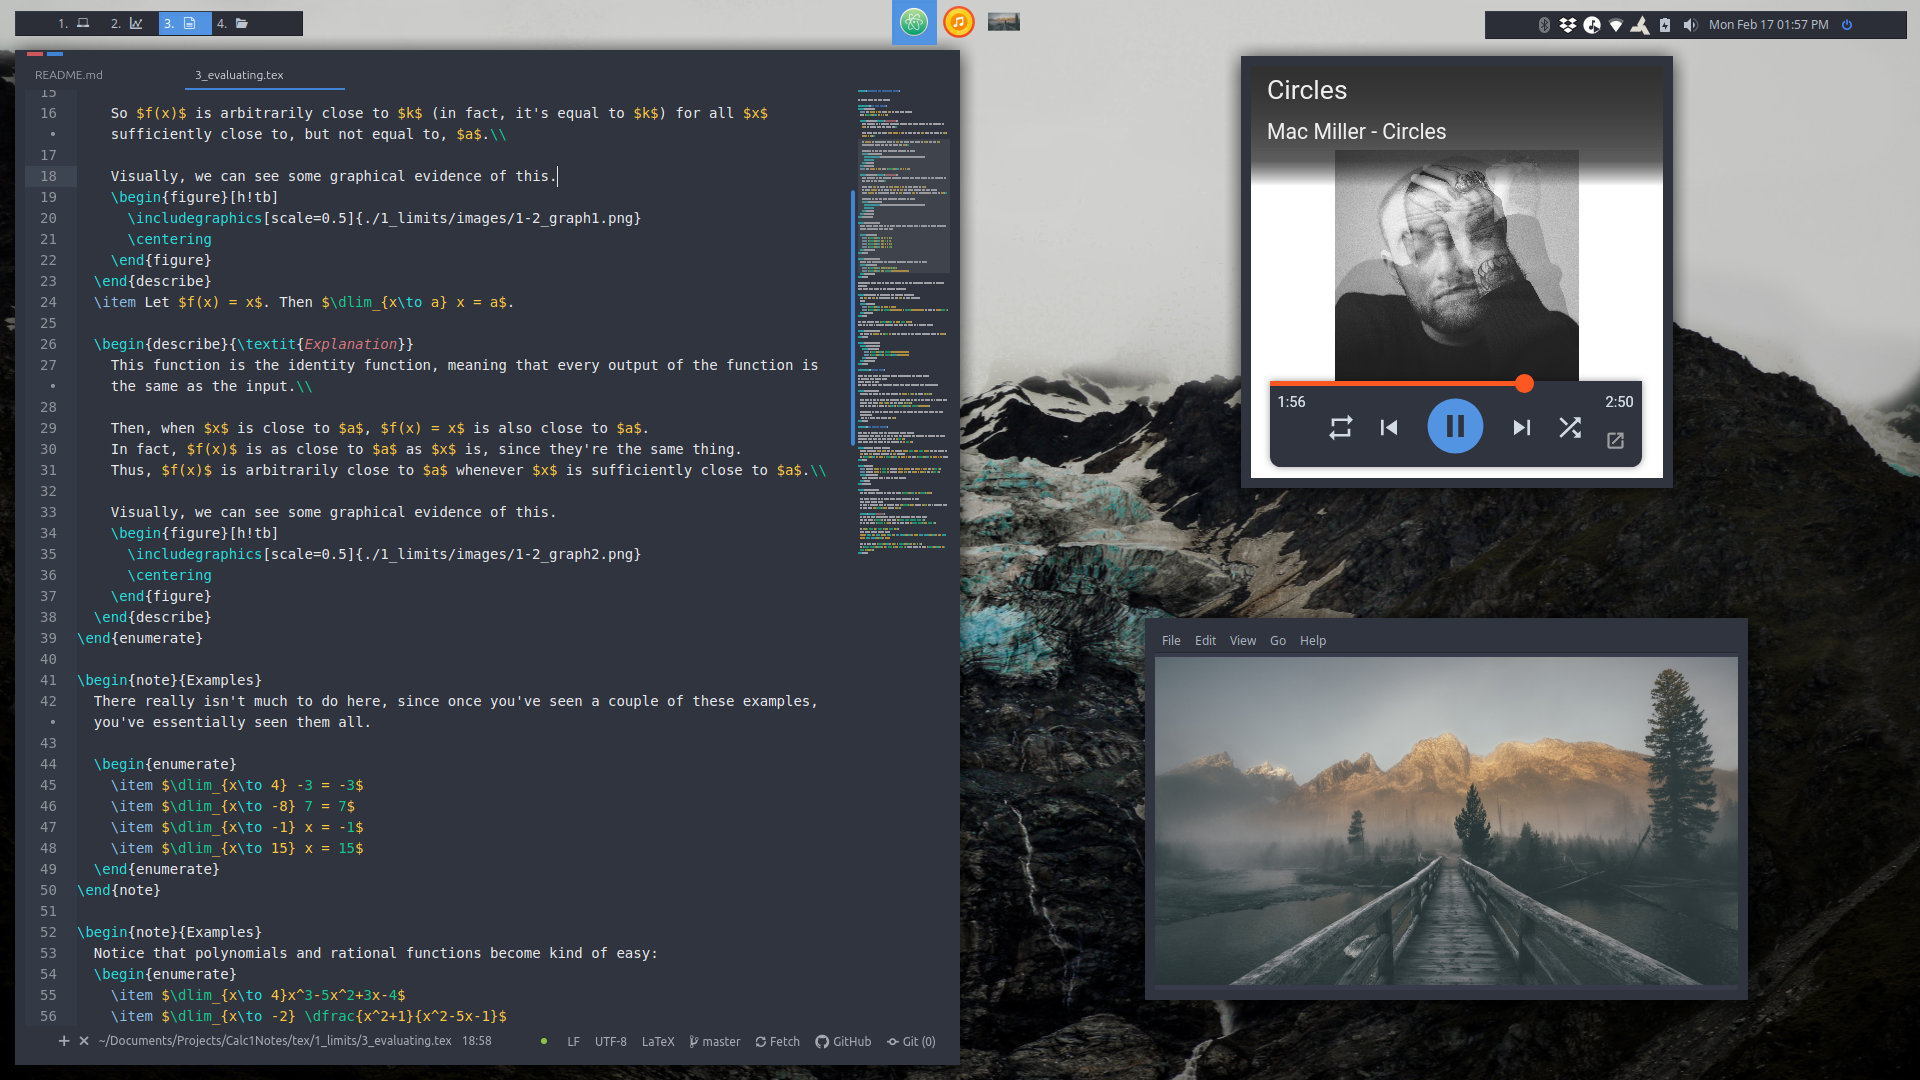 1.
2.
3.
4.
Mon Feb 17 01:57 PM
README.md
3_evaluating.tex
15
16 So $f(x)$ is arbitrarily close to $k$ (in fact, it's equal to $k$) for all $x$
• sufficiently close to, but not equal to, $a$.\\
17
18 Visually, we can see some graphical evidence of this.
19 \begin{figure}[h!tb]
20 \includegraphics[scale=0.5]{./1_limits/images/1-2_graph1.png}
21 \centering
22 \end{figure}
23 \end{describe}
24 \item Let $f(x) = x$. Then $\dlim_{x\to a} x = a$.
25
26 \begin{describe}{\textit{Explanation}}
27 This function is the identity function, meaning that every output of the function is
• the same as the input.\\
28
29 Then, when $x$ is close to $a$, $f(x) = x$ is also close to $a$.
30 In fact, $f(x)$ is as close to $a$ as $x$ is, since they're the same thing.
31 Thus, $f(x)$ is arbitrarily close to $a$ whenever $x$ is sufficiently close to $a$.\\
32
33 Visually, we can see some graphical evidence of this.
34 \begin{figure}[h!tb]
35 \includegraphics[scale=0.5]{./1_limits/images/1-2_graph2.png}
36 \centering
37 \end{figure}
38 \end{describe}
39 \end{enumerate}
40
41 \begin{note}{Examples}
42 There really isn't much to do here, since once you've seen a couple of these examples,
• you've essentially seen them all.
43
44 \begin{enumerate}
45 \item $\dlim_{x\to 4} -3 = -3$
46 \item $\dlim_{x\to -8} 7 = 7$
47 \item $\dlim_{x\to -1} x = -1$
48 \item $\dlim_{x\to 15} x = 15$
49 \end{enumerate}
50 \end{note}
51
52 \begin{note}{Examples}
53 Notice that polynomials and rational functions become kind of easy:
54 \begin{enumerate}
55 \item $\dlim_{x\to 4}x^3-5x^2+3x-4$
56 \item $\dlim_{x\to -2} \dfrac{x^2+1}{x^2-5x-1}$
~/Documents/Projects/Calc1Notes/tex/1_limits/3_evaluating.tex 18:58
LF UTF-8 LaTeX master Fetch GitHub Git (0)
Circles
Mac Miller - Circles
1:56
2:50
File Edit View Go Help